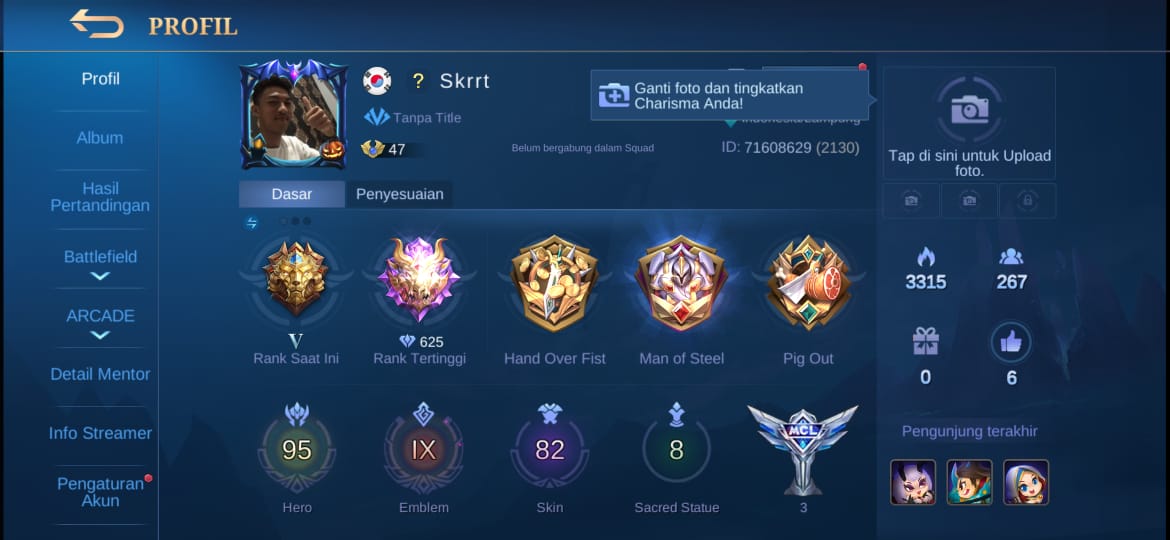 PROFIL
Profil
Album
Hasil
Pertandingan
Battlefield
ARCADE
Detail Mentor
Info Streamer
Pengaturan
Akun
? Skrrt
Tanpa Title
47
Belum bergabung dalam Squad
Ganti foto dan tingkatkan
Charisma Anda!
Indonesia/Lampung
ID: 71608629 (2130)
Dasar
Penyesuaian
V
Rank Saat Ini
625
Rank Tertinggi
Hand Over Fist
Man of Steel
Pig Out
95
Hero
IX
Emblem
82
Skin
8
Sacred Statue
MCL
3
Tap di sini untuk Upload
foto.
3315
267
0
6
Pengunjung terakhir